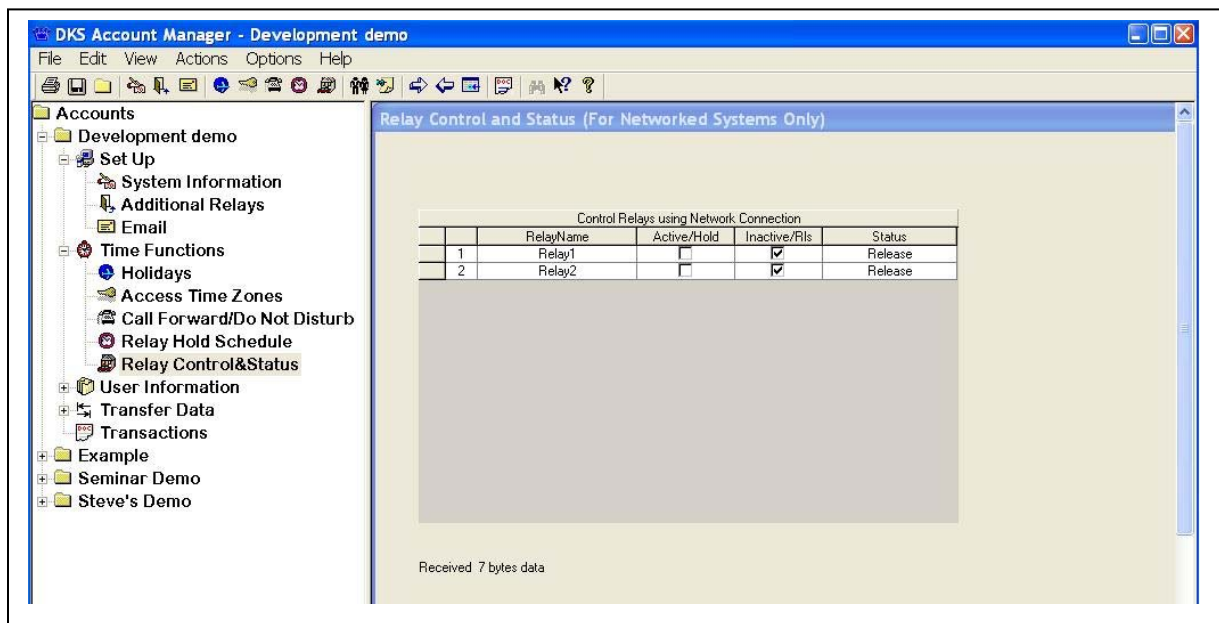 DKS Account Manager - Development demo
File Edit View Actions Options Help
Accounts
Development demo
Set Up
System Information
Additional Relays
Email
Time Functions
Holidays
Access Time Zones
Call Forward/Do Not Disturb
Relay Hold Schedule
Relay Control&Status
User Information
Transfer Data
Transactions
Example
Seminar Demo
Steve's Demo
Relay Control and Status (For Networked Systems Only)
Control Relays using Network Connection
RelayName Active/Hold Inactive/Rls Status
1 Relay1 Release
2 Relay2 Release
Received 7 bytes data